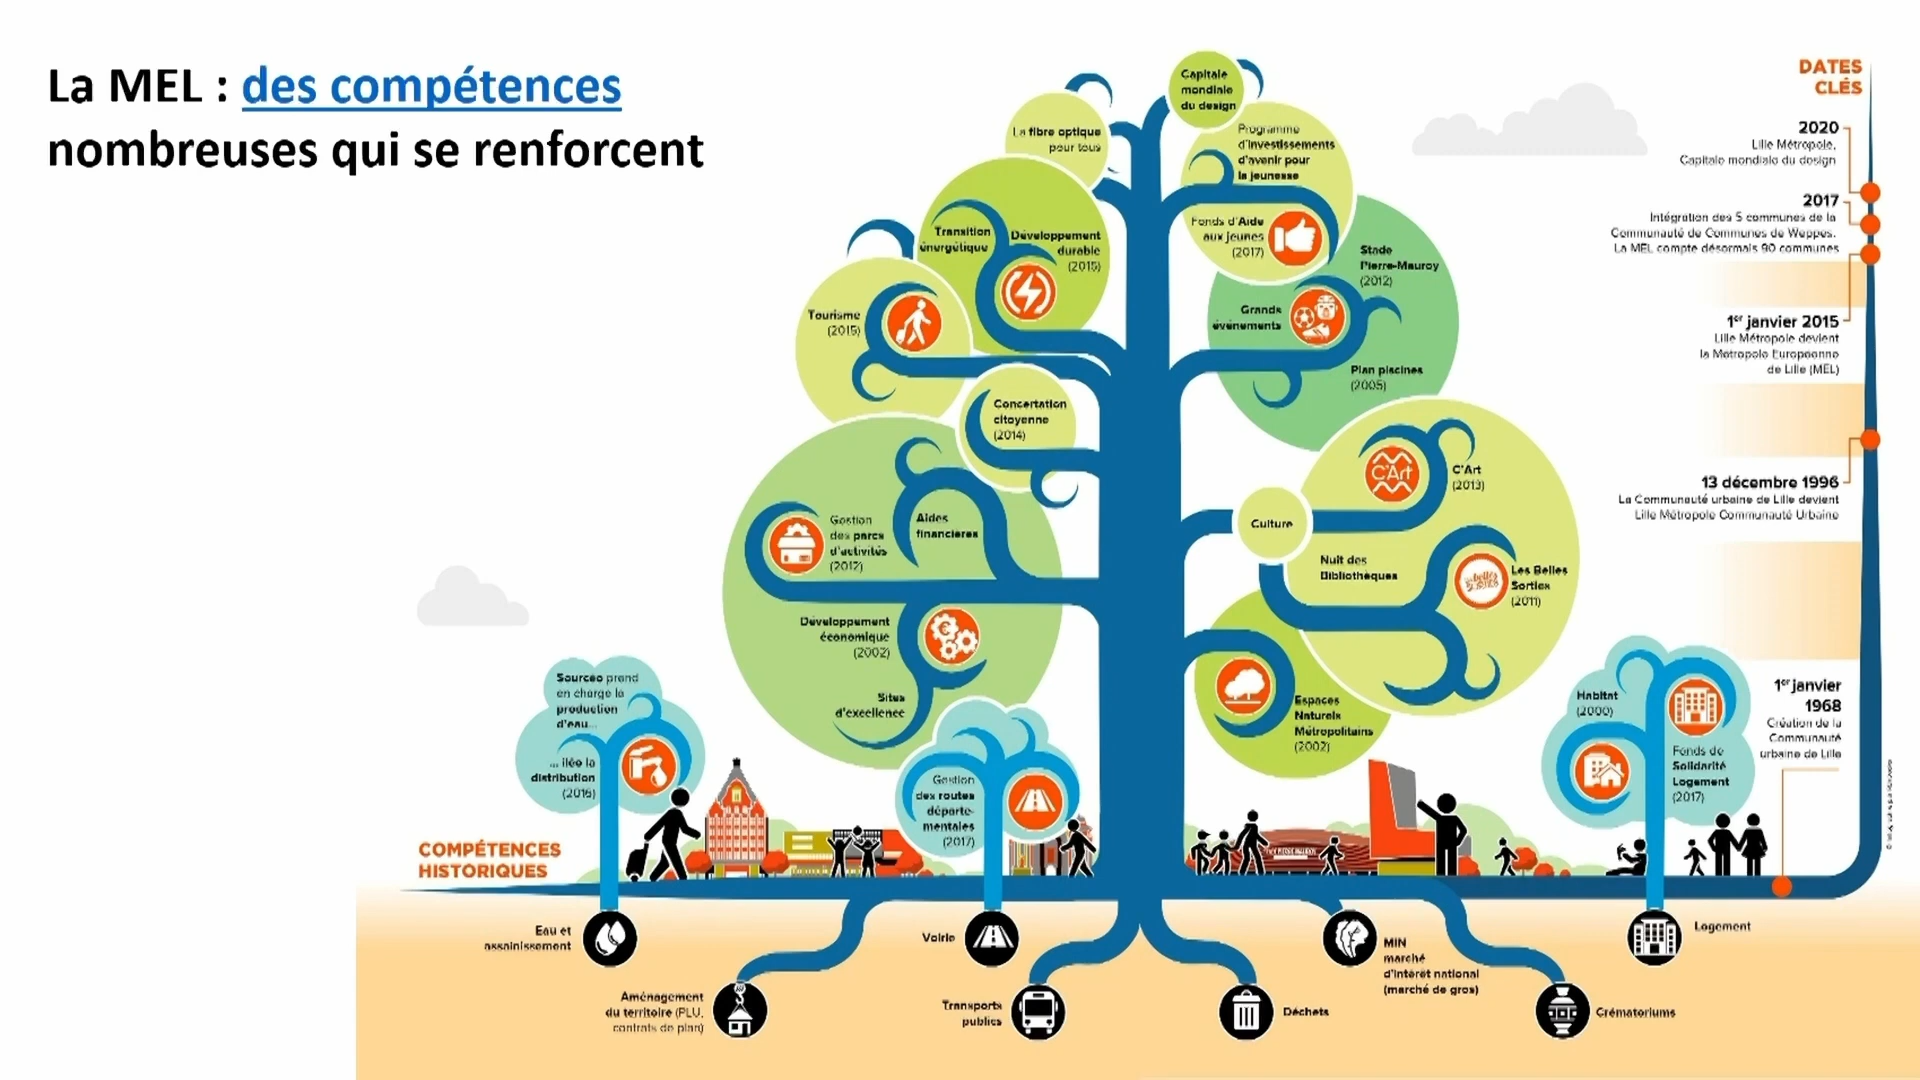 La MEL : des compétences
nombreuses qui se renforcent
Capitale
mondiale
du design
La fibre optique
pour tous
Programme
d'investissements
d'avenir pour
la jeunesse
Fonds d'Aide
aux jeunes
(2017)
Transition
énergétique
Développement
durable
(2015)
Stade
Pierre-Mauroy
(2012)
Grands
événements
Plan piscines
(2005)
Tourisme
(2015)
Concertation
citoyenne
(2014)
C'Art
C'Art
(2013)
Culture
Nuit des
Bibliothèques
Les Belles
Sorties
(2011)
Gestion
des parcs
d'activités
(2012)
Aides
financières
Développement
économique
(2002)
Sites
d'excellence
Espaces
Naturels
Métropolitains
(2002)
Sourceo prend
en charge la
production
d'eau...
distribution
(2016)
Gestion
des routes
départe-
mentales
(2017)
Habitat
(2000)
Fonds de
Solidarité
Logement
(2017)
COMPÉTENCES
HISTORIQUES
Eau et
assainissement
Aménagement
du territoire (PLU,
contrats de plan)
Voirie
Transports
publics
Déchets
MIN
marché
d'intérêt national
(marché de gros)
Crématoriums
Logement
DATES
CLÉS
2020
Lille Métropole,
Capitale mondiale du design
2017
Intégration des 5 communes de la
Communauté de Communes de Weppes.
La MEL compte désormais 90 communes
1er janvier 2015
Lille Métropole devient
la Métropole Européenne
de Lille (MEL)
13 décembre 1996
La Communauté urbaine de Lille devient
Lille Métropole Communauté Urbaine
1er janvier
1968
Création de la
Communauté
urbaine de Lille